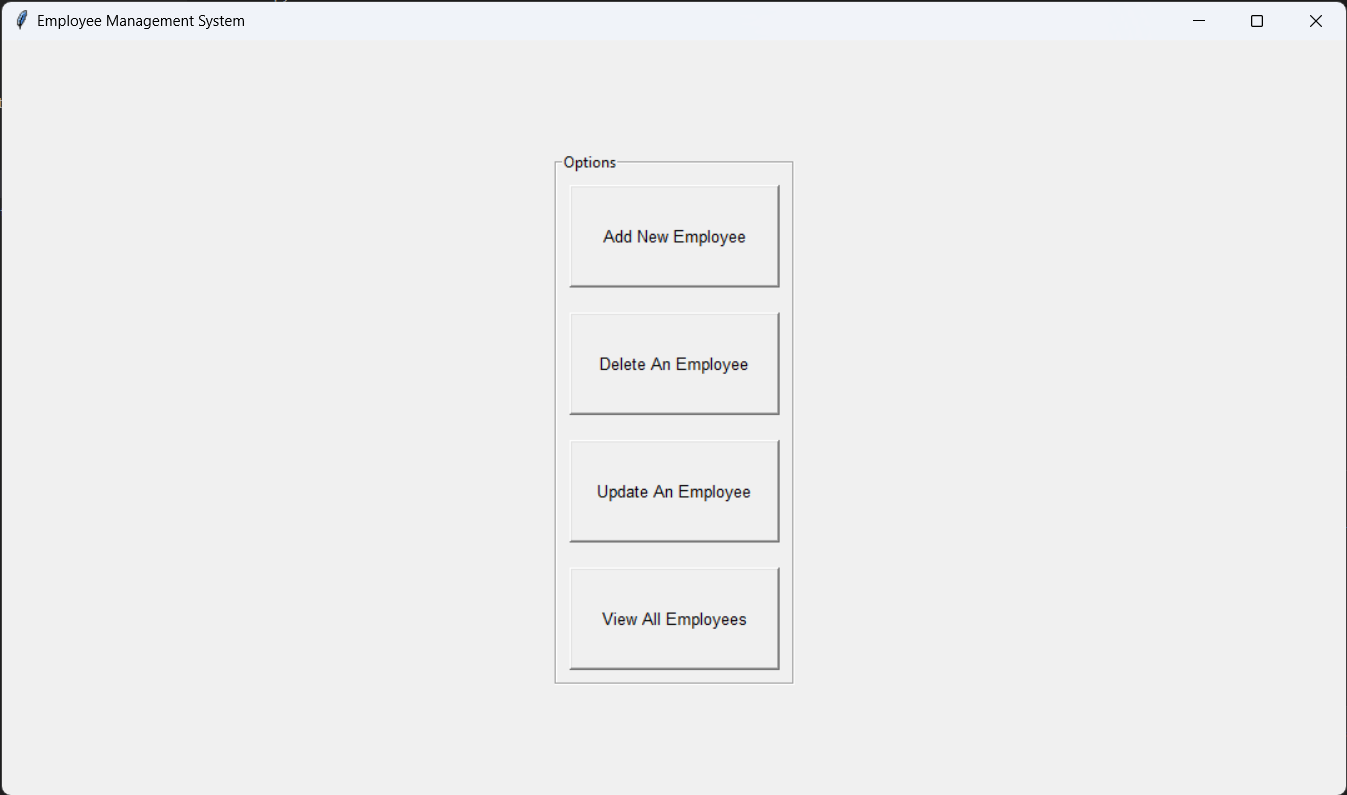 Employee Management System
Options
Add New Employee
Delete An Employee
Update An Employee
View All Employees